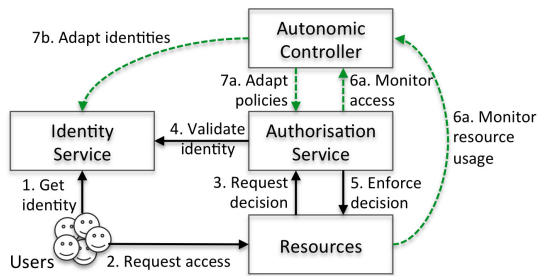 Autonomic
Controller
7b. Adapt identities
7a. Adapt
policies
6a. Monitor
access
6a. Monitor
resource
usage
Identity
Service
4. Validate
identity
Authorisation
Service
1. Get
identity
3. Request
decision
5. Enforce
decision
Users
2. Request access
Resources